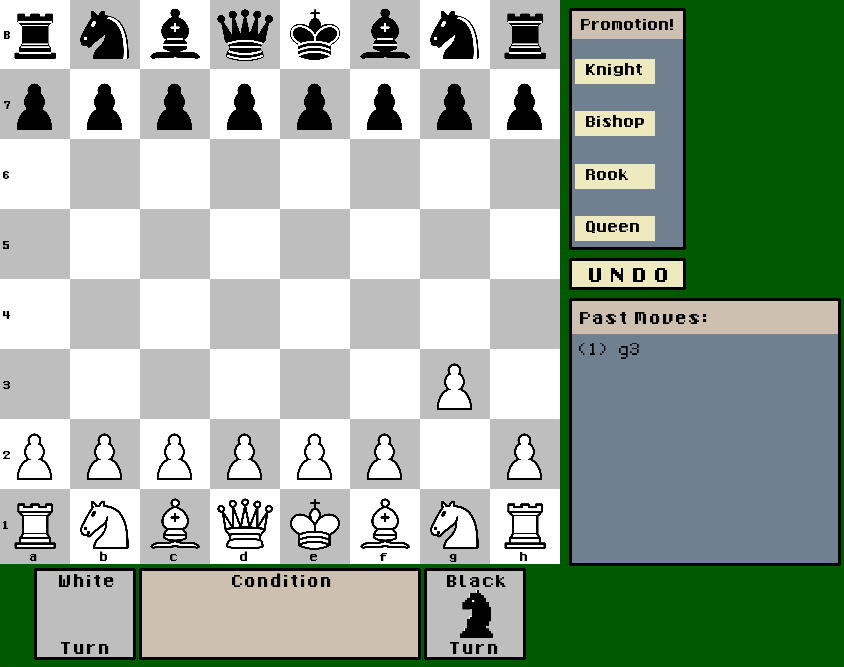 8
7
6
5
4
3
2
1
a b c d e f g h
Promotion!
Knight
Bishop
Rook
Queen
UNDO
Past Moves:
(1) g3
White
Turn
Condition
Black
Turn